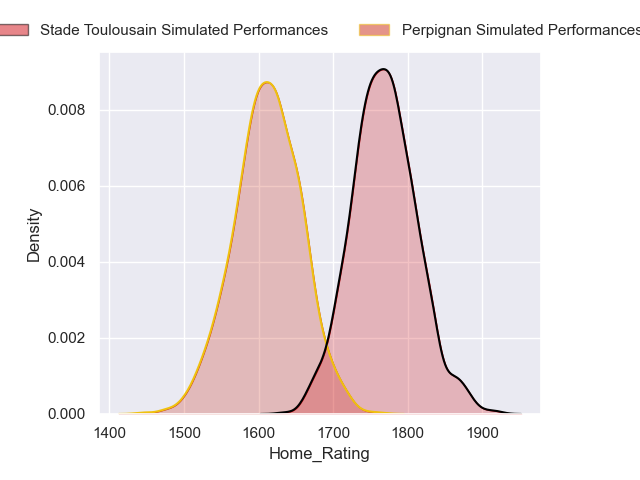 Stade Toulousain Simulated Performances Perpignan Simulated Performances
0.008
0.006
0.004
0.002
0.000
Density
1400 1500 1600 1700 1800 1900
Home_Rating